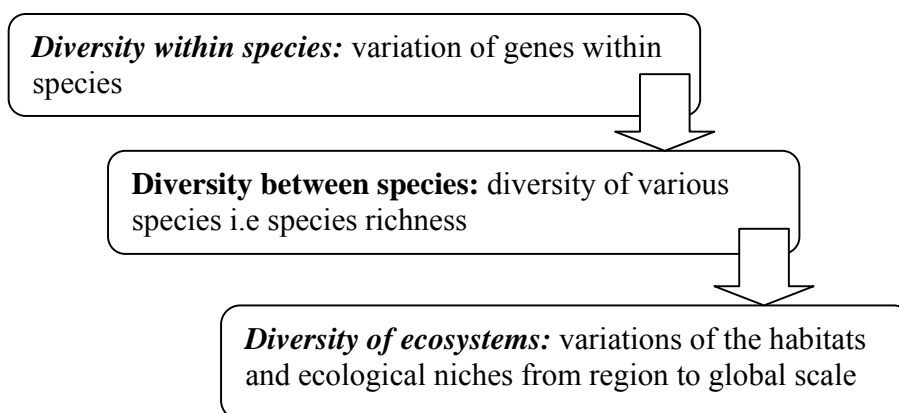 Diversity within species: variation of genes within
species
Diversity between species: diversity of various
species i.e species richness
Diversity of ecosystems: variations of the habitats
and ecological niches from region to global scale